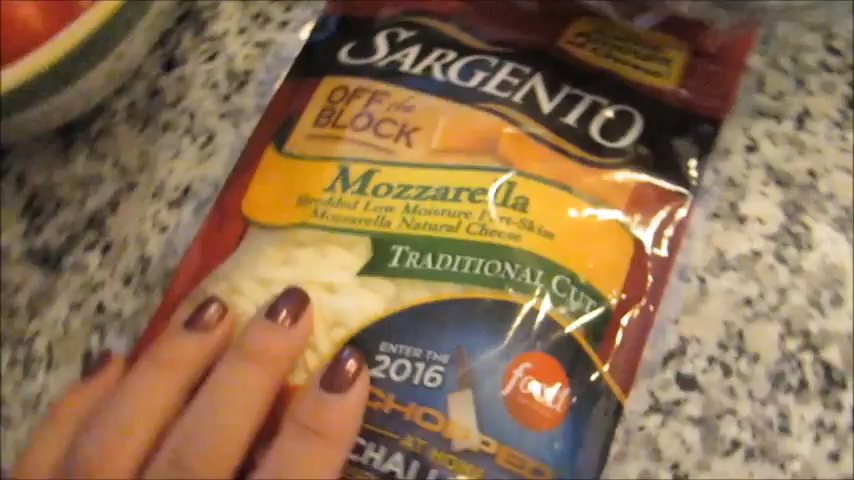 SARGENTO
OFF the
BLOCK
Mozzarella
Shredded Low Moisture Part-Skim
Mozzarella Natural Cheese
TRADITIONAL CUT
ENTER THE
2016
food
CHOPPED
AT HOME